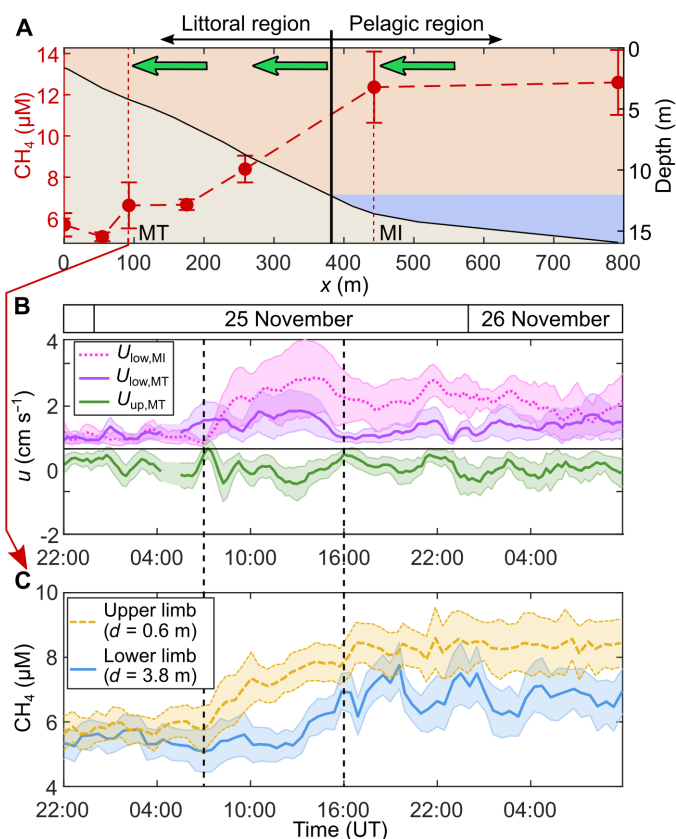 Littoral region Pelagic region
A
14
12
10
8
6
CH₄ (μM)
0
5
10
15
Depth (m)
MT
MI
0 100 200 300 400 500 600 700 800
x (m)
B
25 November 26 November
4
2
0
-2
u (cm s⁻¹)
U_low,MI
U_low,MT
U_up,MT
22:00 04:00 10:00 16:00 22:00 04:00
C
10
8
6
4
CH₄ (μM)
Upper limb
(d = 0.6 m)
Lower limb
(d = 3.8 m)
22:00 04:00 10:00 16:00 22:00 04:00
Time (UT)